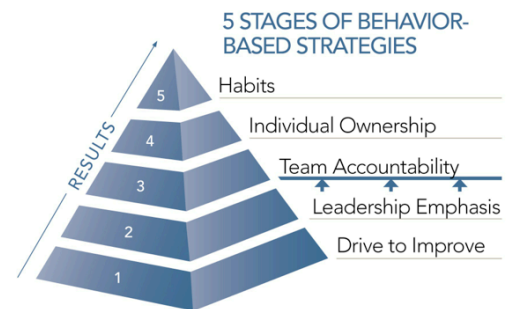 5 STAGES OF BEHAVIOR-
BASED STRATEGIES
RESULTS
5
Habits
4
Individual Ownership
3
Team Accountability
2
Leadership Emphasis
1
Drive to Improve